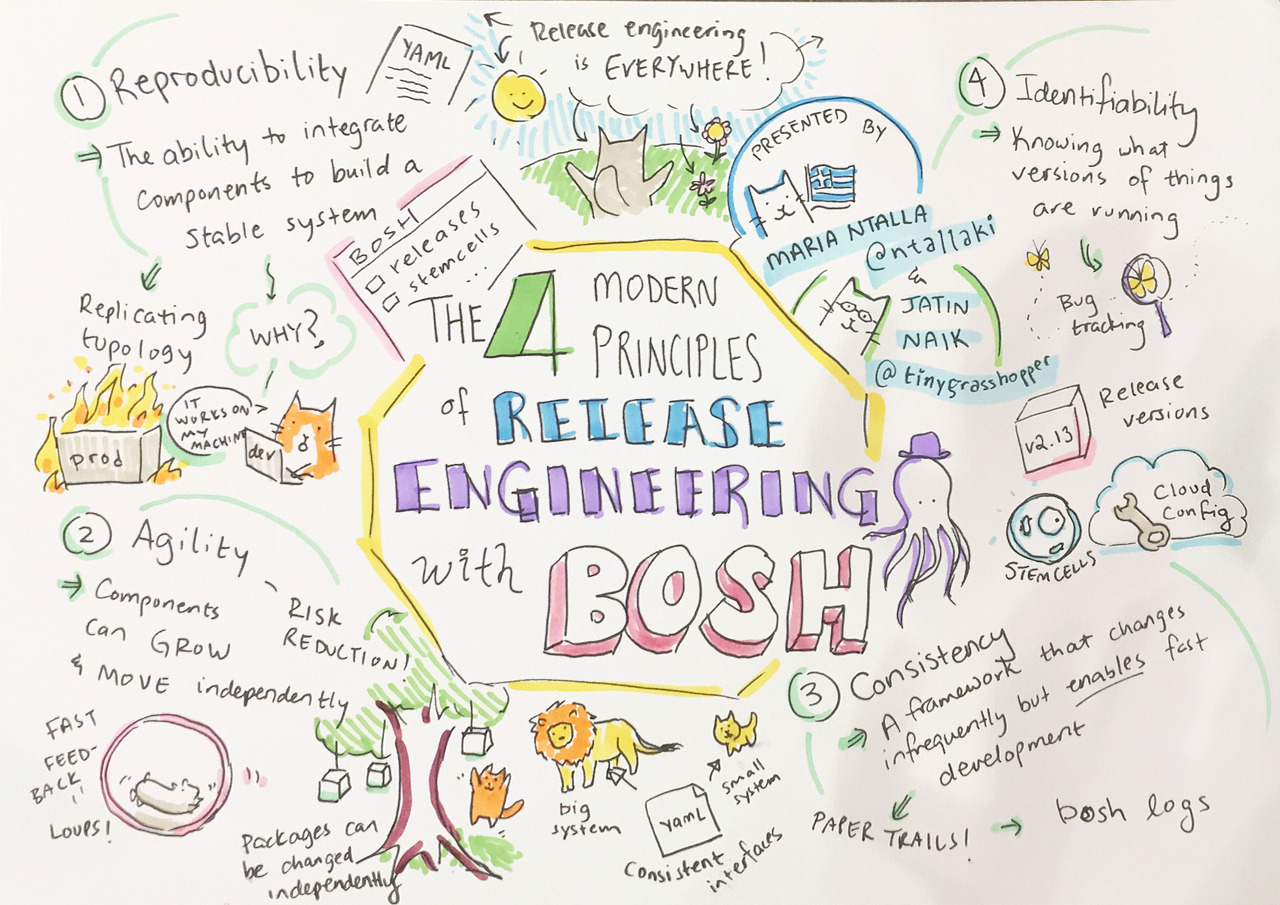 THE 4 MODERN
PRINCIPLES
of RELEASE
ENGINEERING
with BOSH
Release engineering
is EVERYWHERE!
PRESENTED BY
MARIA NTALLA
@ntallaki
&
JATIN
NAIK
@tinygrasshopper
1 Reproducibility
YAML
⇒ The ability to integrate
components to build a
stable system
BOSH
releases
stemcells
...
Replicating
topology
WHY?
prod
IT
WORKS ON
MY
MACHINE
dev
2 Agility
⇒ Components
can GROW
& MOVE independently
RISK
REDUCTION!
FAST
FEED-
BACK
LOOPS!
Packages can
be changed
independently
3 Consistency
⇒ A framework that changes
infrequently but enables fast
development
PAPER TRAILS! → bosh logs
big
system
small
system
YAML
Consistent
interfaces
4 Identifiability
⇒ Knowing what
versions of things
are running
Bug
tracking
Release
versions
v2.13
STEMCELLS
Cloud
Config